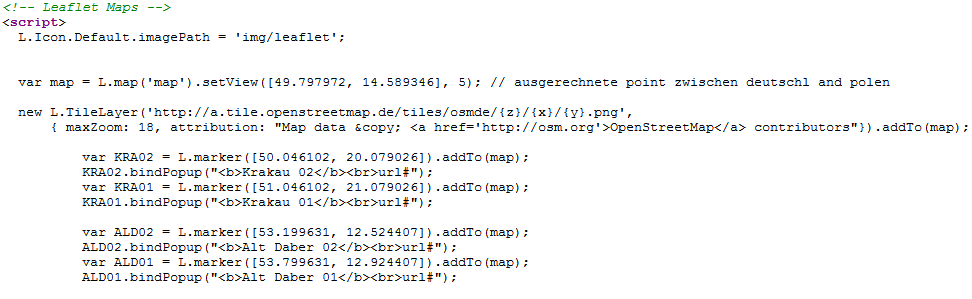 <!-- Leaflet Maps -->
<script>
  L.Icon.Default.imagePath = 'img/leaflet';
  var map = L.map('map').setView([49.797972, 14.589346], 5); // ausgerechnete point zwischen deutschl and polen
  new L.TileLayer('http://a.tile.openstreetmap.de/tiles/osmde/{z}/{x}/{y}.png',
      { maxZoom: 18, attribution: "Map data &copy; <a href='http://osm.org'>OpenStreetMap</a> contributors"}).addTo(map);
          var KRA02 = L.marker([50.046102, 20.079026]).addTo(map);
          KRA02.bindPopup("<b>Krakau 02</b><br>url#");
          var KRA01 = L.marker([51.046102, 21.079026]).addTo(map);
          KRA01.bindPopup("<b>Krakau 01</b><br>url#");
          var ALD02 = L.marker([53.199631, 12.524407]).addTo(map);
          ALD02.bindPopup("<b>Alt Daber 02</b><br>url#");
          var ALD01 = L.marker([53.799631, 12.924407]).addTo(map);
          ALD01.bindPopup("<b>Alt Daber 01</b><br>url#");